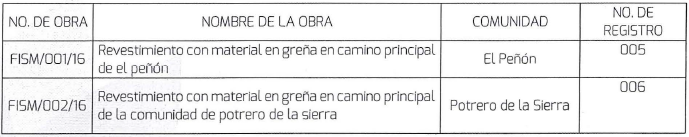 NO. DE OBRA NOMBRE DE LA OBRA COMUNIDAD NO. DE REGISTRO
FISM/001/16 Revestimiento con material en greña en camino principal de el peñón El Peñón 005
FISM/002/16 Revestimiento con material en greña en camino principal de la comunidad de potrero de la sierra Potrero de la Sierra 006